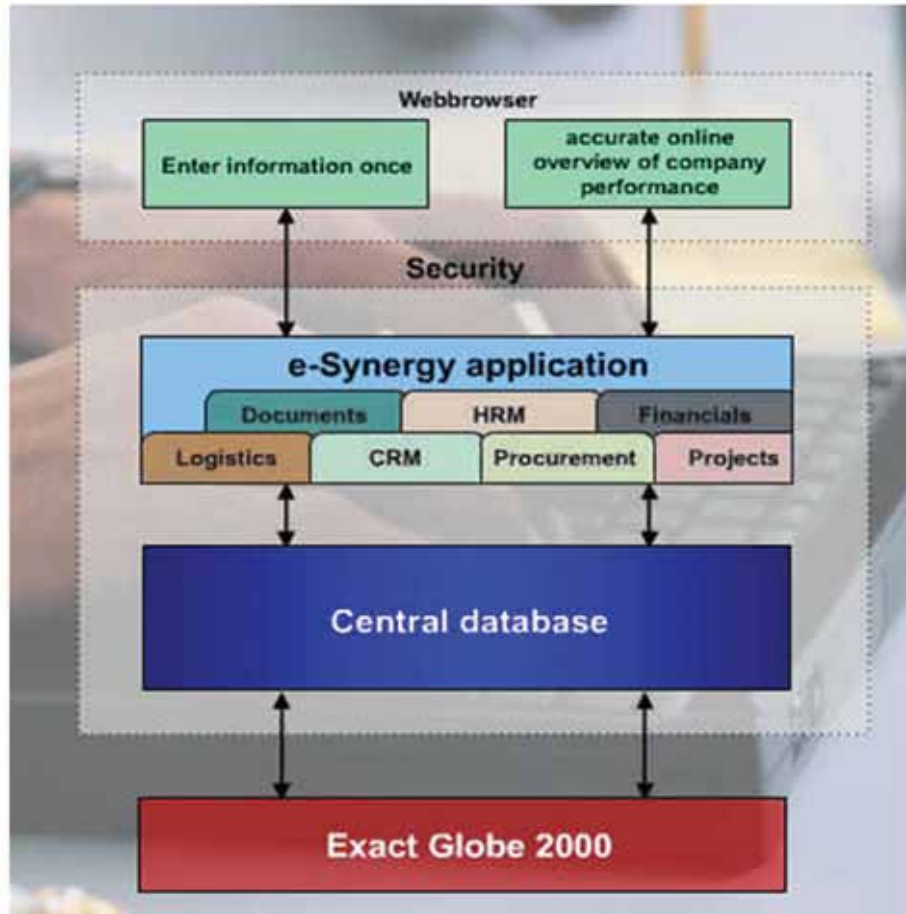 Webbrowser
Enter information once
accurate online
overview of company
performance
Security
e-Synergy application
Documents
HRM
Financials
Logistics
CRM
Procurement
Projects
Central database
Exact Globe 2000